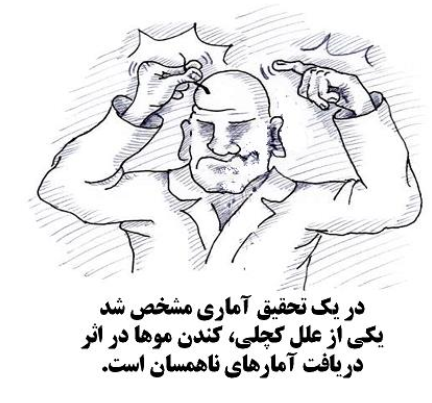 در یک تحقیق آماری مشخص شد
یکی از علل کچلی، کندن موها در اثر
دریافت آمارهای ناهمسان است.